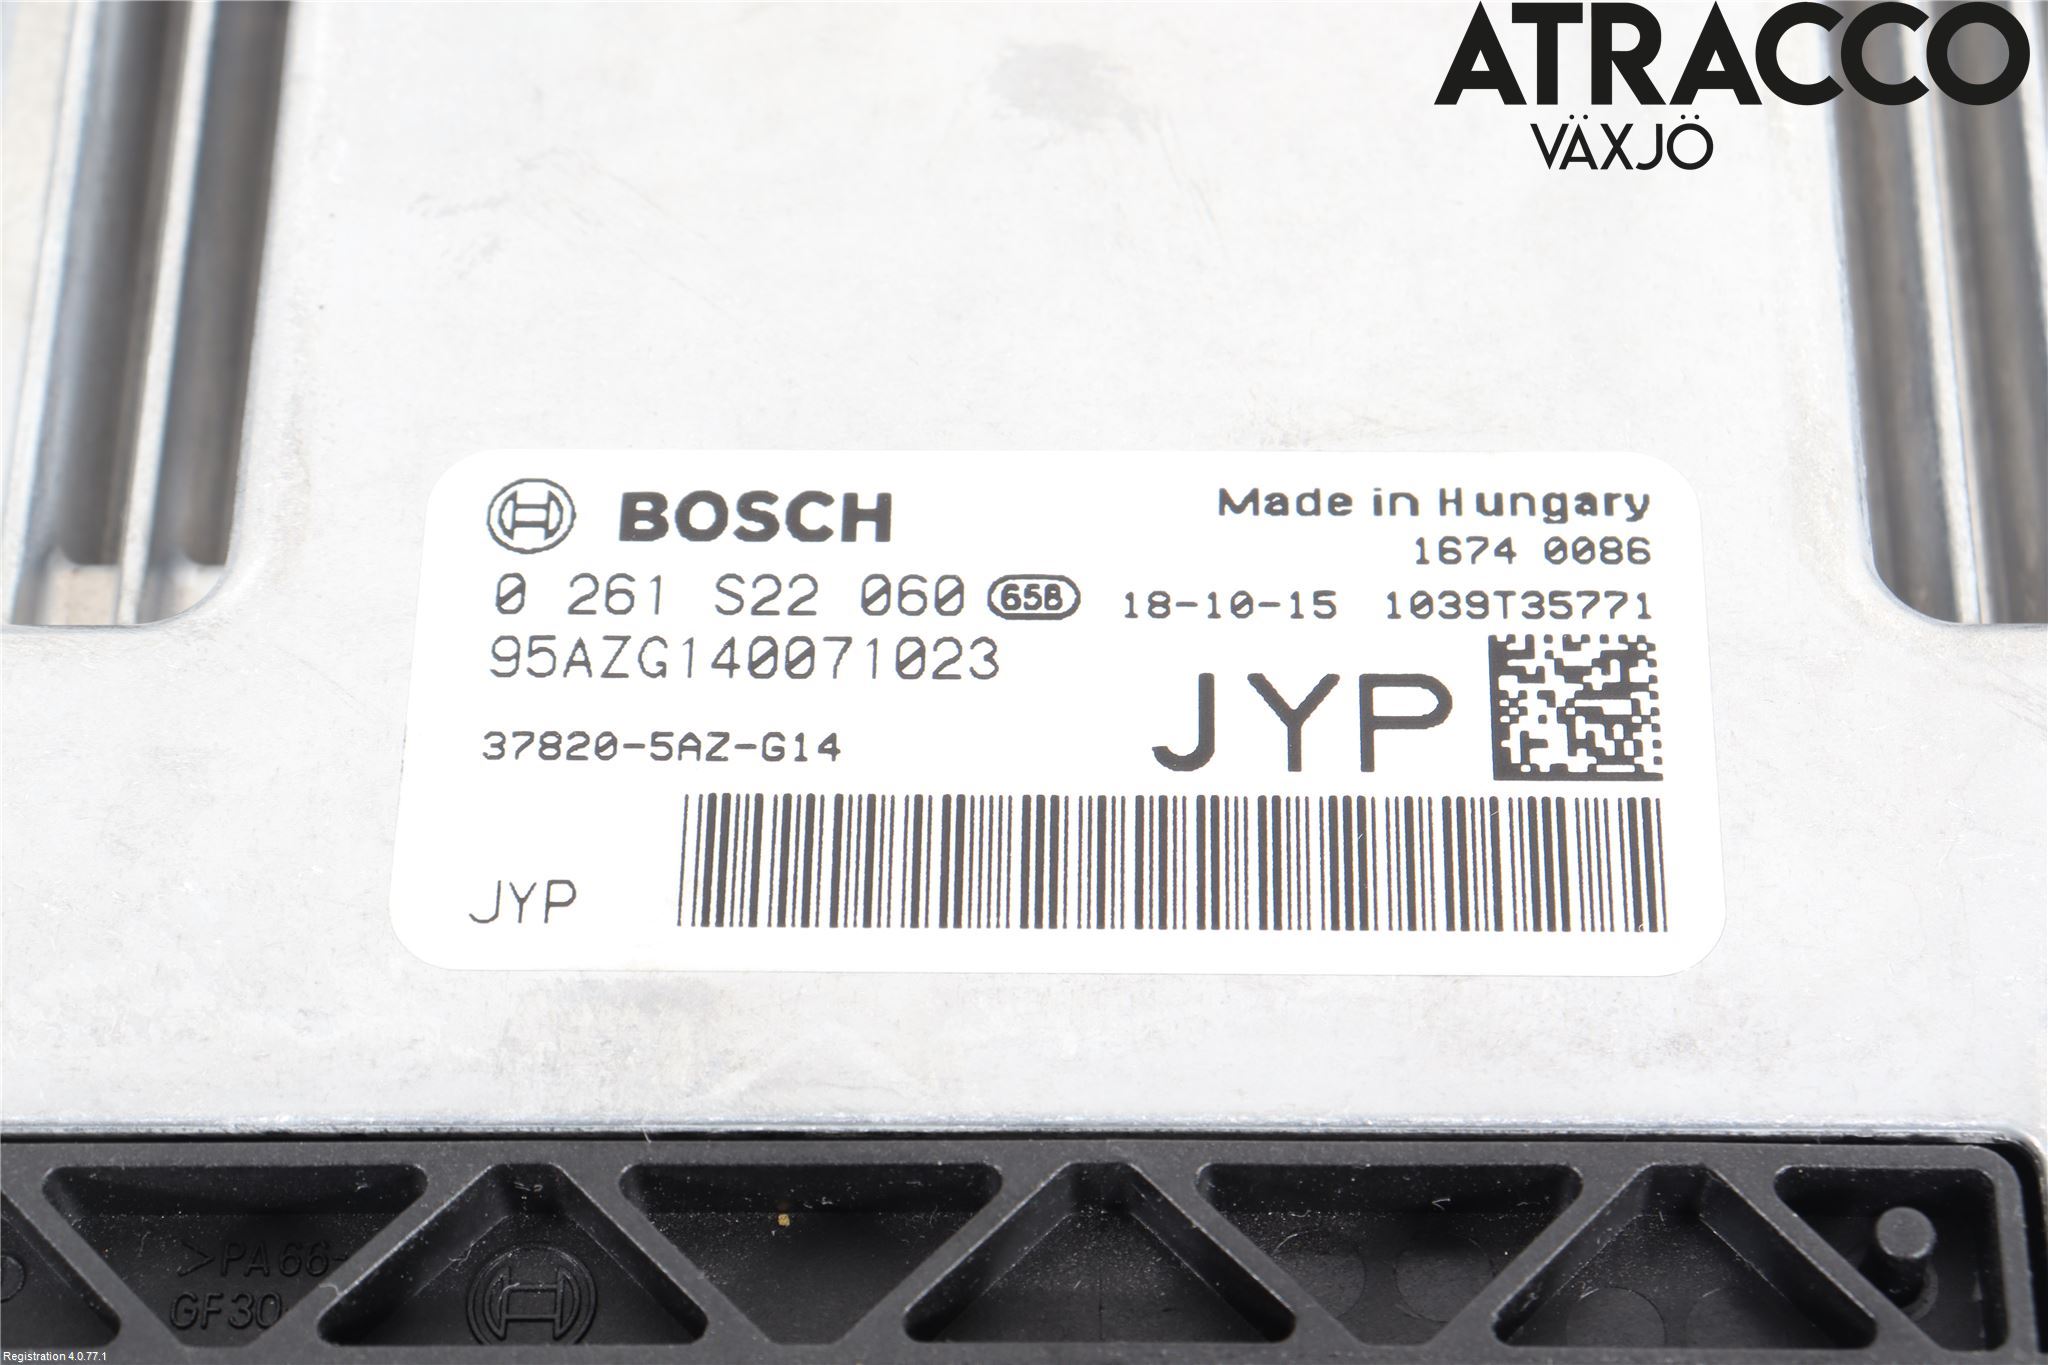 ATRACCO
VÄXJÖ
BOSCH
Made in Hungary
1674 0086
0 261 S22 060 65B 18-10-15 1039T35771
95AZG140071023
JYP
37820-5AZ-G14
JYP
>PA66-
GF30
Registration 4.0.77.1